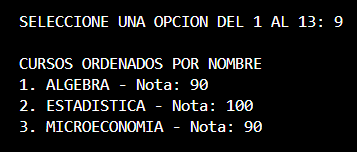 SELECCIONE UNA OPCION DEL 1 AL 13: 9
CURSOS ORDENADOS POR NOMBRE
1. ALGEBRA - Nota: 90
2. ESTADISTICA - Nota: 100
3. MICROECONOMIA - Nota: 90